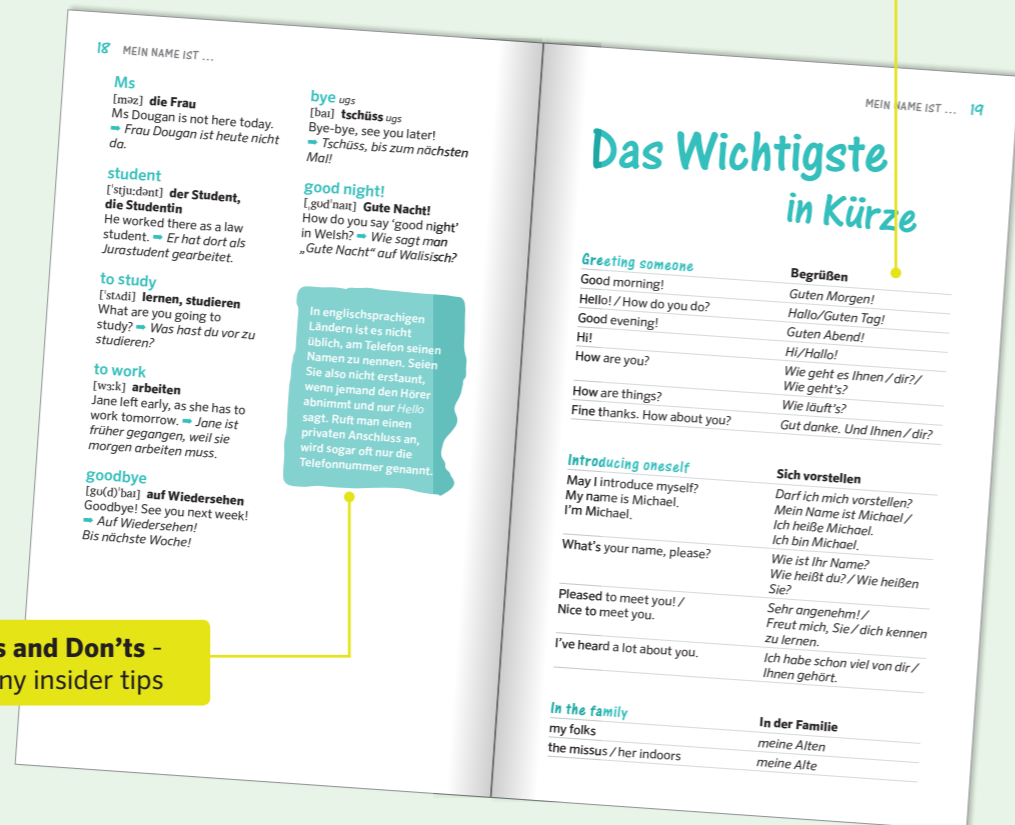 18 MEIN NAME IST ...
Ms
[məz] die Frau
Ms Dougan is not here today.
➡ Frau Dougan ist heute nicht
da.
student
['stju:dənt] der Student,
die Studentin
He worked there as a law
student. ➡ Er hat dort als
Jurastudent gearbeitet.
to study
['stʌdi] lernen, studieren
What are you going to
study? ➡ Was hast du vor zu
studieren?
to work
[wɜ:k] arbeiten
Jane left early, as she has to
work tomorrow. ➡ Jane ist
früher gegangen, weil sie
morgen arbeiten muss.
goodbye
[gʊ(d)'baɪ] auf Wiedersehen
Goodbye! See you next week!
➡ Auf Wiedersehen!
Bis nächste Woche!
bye ugs
[baɪ] tschüss ugs
Bye-bye, see you later!
➡ Tschüss, bis zum nächsten
Mal!
good night!
[ˌgʊd'naɪt] Gute Nacht!
How do you say ‘good night’
in Welsh? ➡ Wie sagt man
„Gute Nacht“ auf Walisisch?
In englischsprachigen
Ländern ist es nicht
üblich, am Telefon seinen
Namen zu nennen. Seien
Sie also nicht erstaunt,
wenn jemand den Hörer
abnimmt und nur Hello
sagt. Ruft man einen
privaten Anschluss an,
wird sogar oft nur die
Telefonnummer genannt.
s and Don’ts -
ny insider tips
MEIN NAME IST ... 19
Das Wichtigste
in Kürze
Greeting someone Begrüßen
Good morning! Guten Morgen!
Hello! / How do you do? Hallo/Guten Tag!
Good evening! Guten Abend!
Hi! Hi/Hallo!
How are you? Wie geht es Ihnen / dir?/
Wie geht's?
How are things? Wie läuft's?
Fine thanks. How about you? Gut danke. Und Ihnen / dir?
Introducing oneself Sich vorstellen
May I introduce myself? Darf ich mich vorstellen?
My name is Michael. Mein Name ist Michael /
I’m Michael. Ich heiße Michael.
Ich bin Michael.
What’s your name, please? Wie ist Ihr Name?
Wie heißt du? / Wie heißen
Sie?
Pleased to meet you! / Sehr angenehm! /
Nice to meet you. Freut mich, Sie / dich kennen
zu lernen.
I’ve heard a lot about you. Ich habe schon viel von dir /
Ihnen gehört.
In the family In der Familie
my folks meine Alten
the missus / her indoors meine Alte